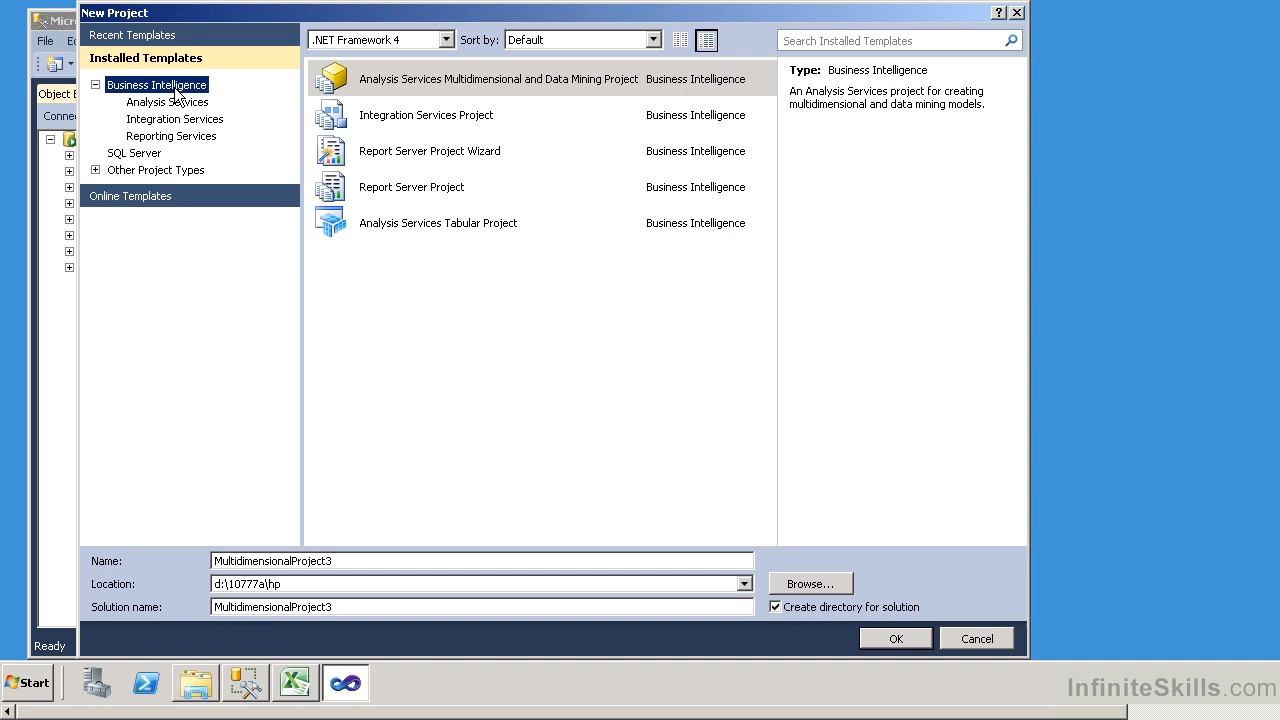 New Project
Micro
Recent Templates
.NET Framework 4
Sort by:
Default
Search Installed Templates
File
Installed Templates
Business Intelligence
Analysis Services
Integration Services
Reporting Services
SQL Server
Other Project Types
Online Templates
Analysis Services Multidimensional and Data Mining Project Business Intelligence
Integration Services Project Business Intelligence
Report Server Project Wizard Business Intelligence
Report Server Project Business Intelligence
Analysis Services Tabular Project Business Intelligence
Type: Business Intelligence
An Analysis Services project for creating
multidimensional and data mining models.
Object E
Connec
Name: MultidimensionalProject3
Location: d:\10777a\hp
Browse...
Solution name: MultidimensionalProject3
Create directory for solution
OK
Cancel
Ready
Start
InfiniteSkills.com